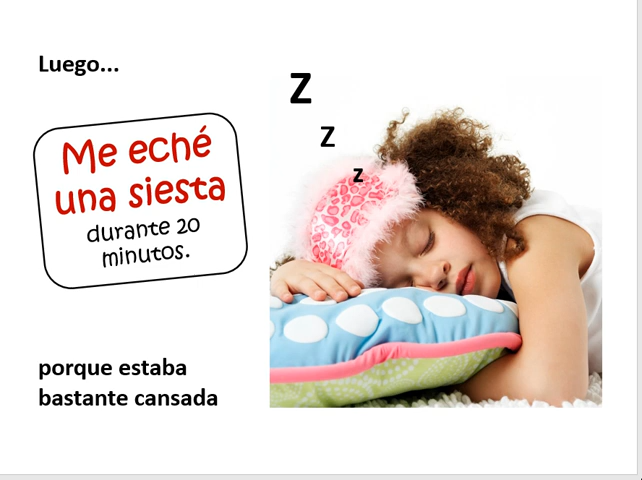 Luego...
Me eché
una siesta
durante 20
minutos.
porque estaba
bastante cansada
Z
Z
z